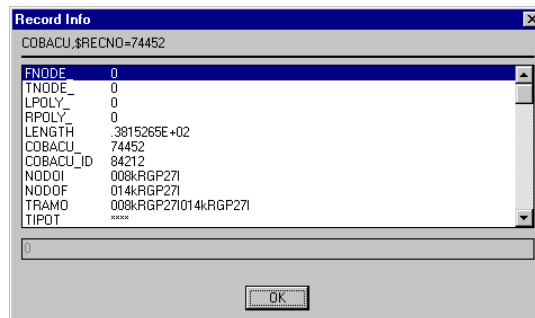 Record Info
COBACU,$RECNO=74452
FNODE_ 0
TNODE_ 0
LPOLY_ 0
RPOLY_ 0
LENGTH .3815265E+02
COBACU_ 74452
COBACU_ID 84212
NODOI 008kRGP27I
NODOF 014kRGP27I
TRAMO 008kRGP27I014kRGP27I
TIPOT ****
0
OK